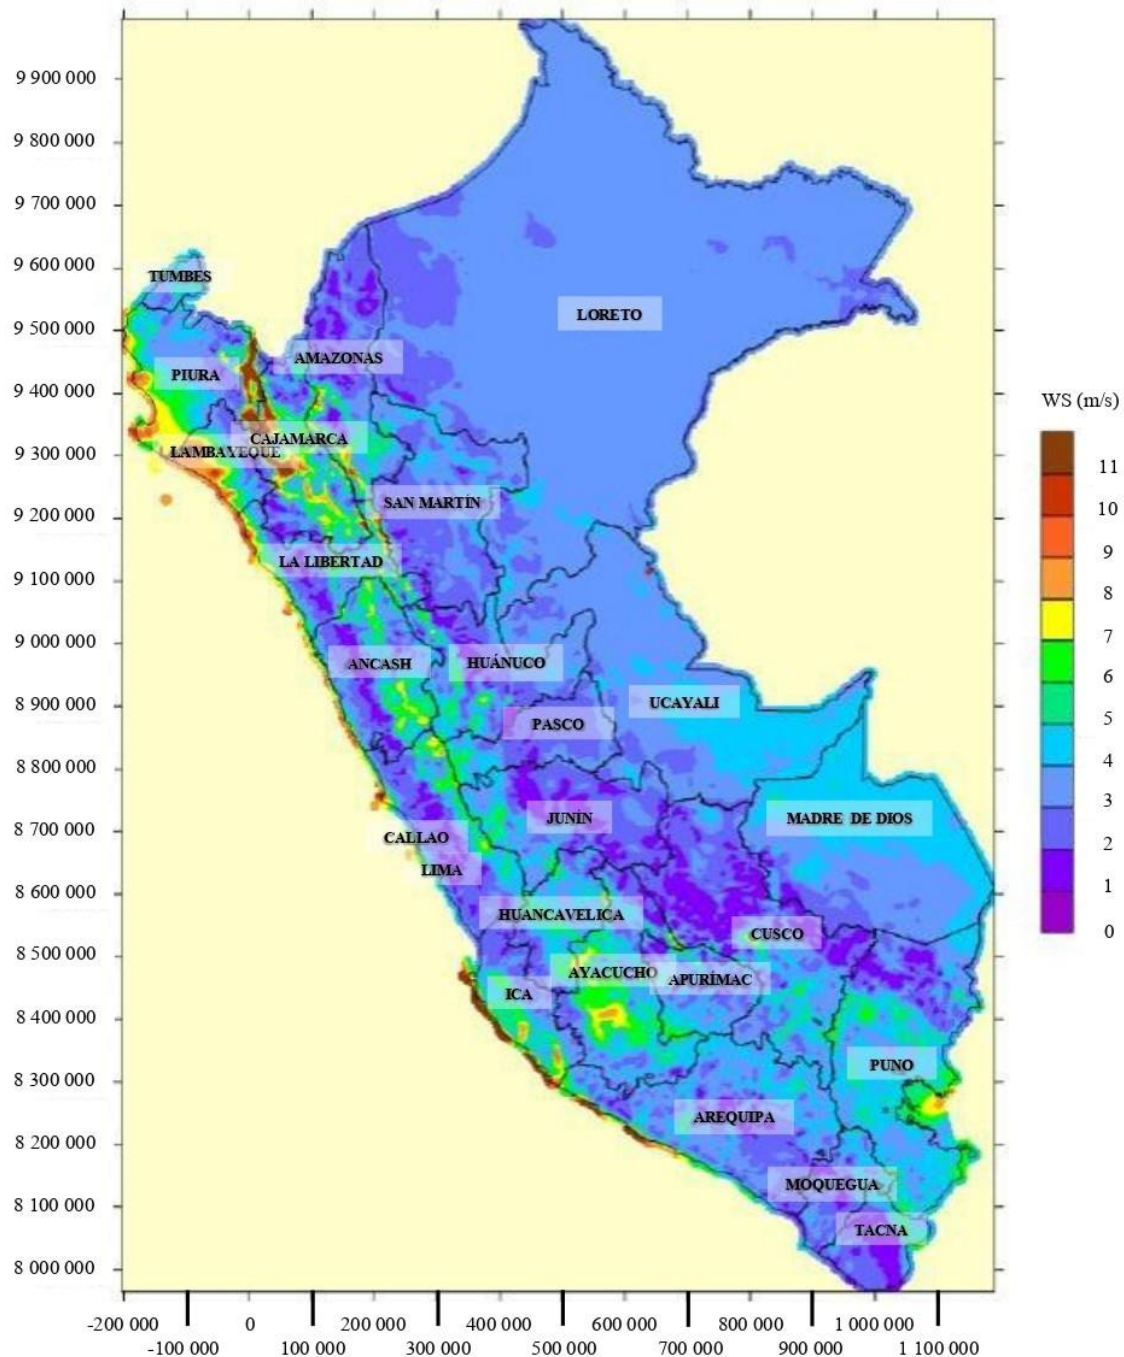 9 900 000
9 800 000
9 700 000
9 600 000
9 500 000
9 400 000
9 300 000
9 200 000
9 100 000
9 000 000
8 900 000
8 800 000
8 700 000
8 600 000
8 500 000
8 400 000
8 300 000
8 200 000
8 100 000
8 000 000
TUMBES
LORETO
AMAZONAS
PIURA
CAJAMARCA
LAMBAYEQUE
SAN MARTÍN
LA LIBERTAD
ANCASH
HUÁNUCO
UCAYALI
PASCO
JUNÍN
MADRE DE DIOS
CALLAO
LIMA
HUANCAVELICA
CUSCO
AYACUCHO
APURÍMAC
ICA
PUNO
AREQUIPA
MOQUEGUA
TACNA
WS (m/s)
11
10
9
8
7
6
5
4
3
2
1
0
-200 000 0 200 000 400 000 600 000 800 000 1 000 000
-100 000 100 000 300 000 500 000 700 000 900 000 1 100 000